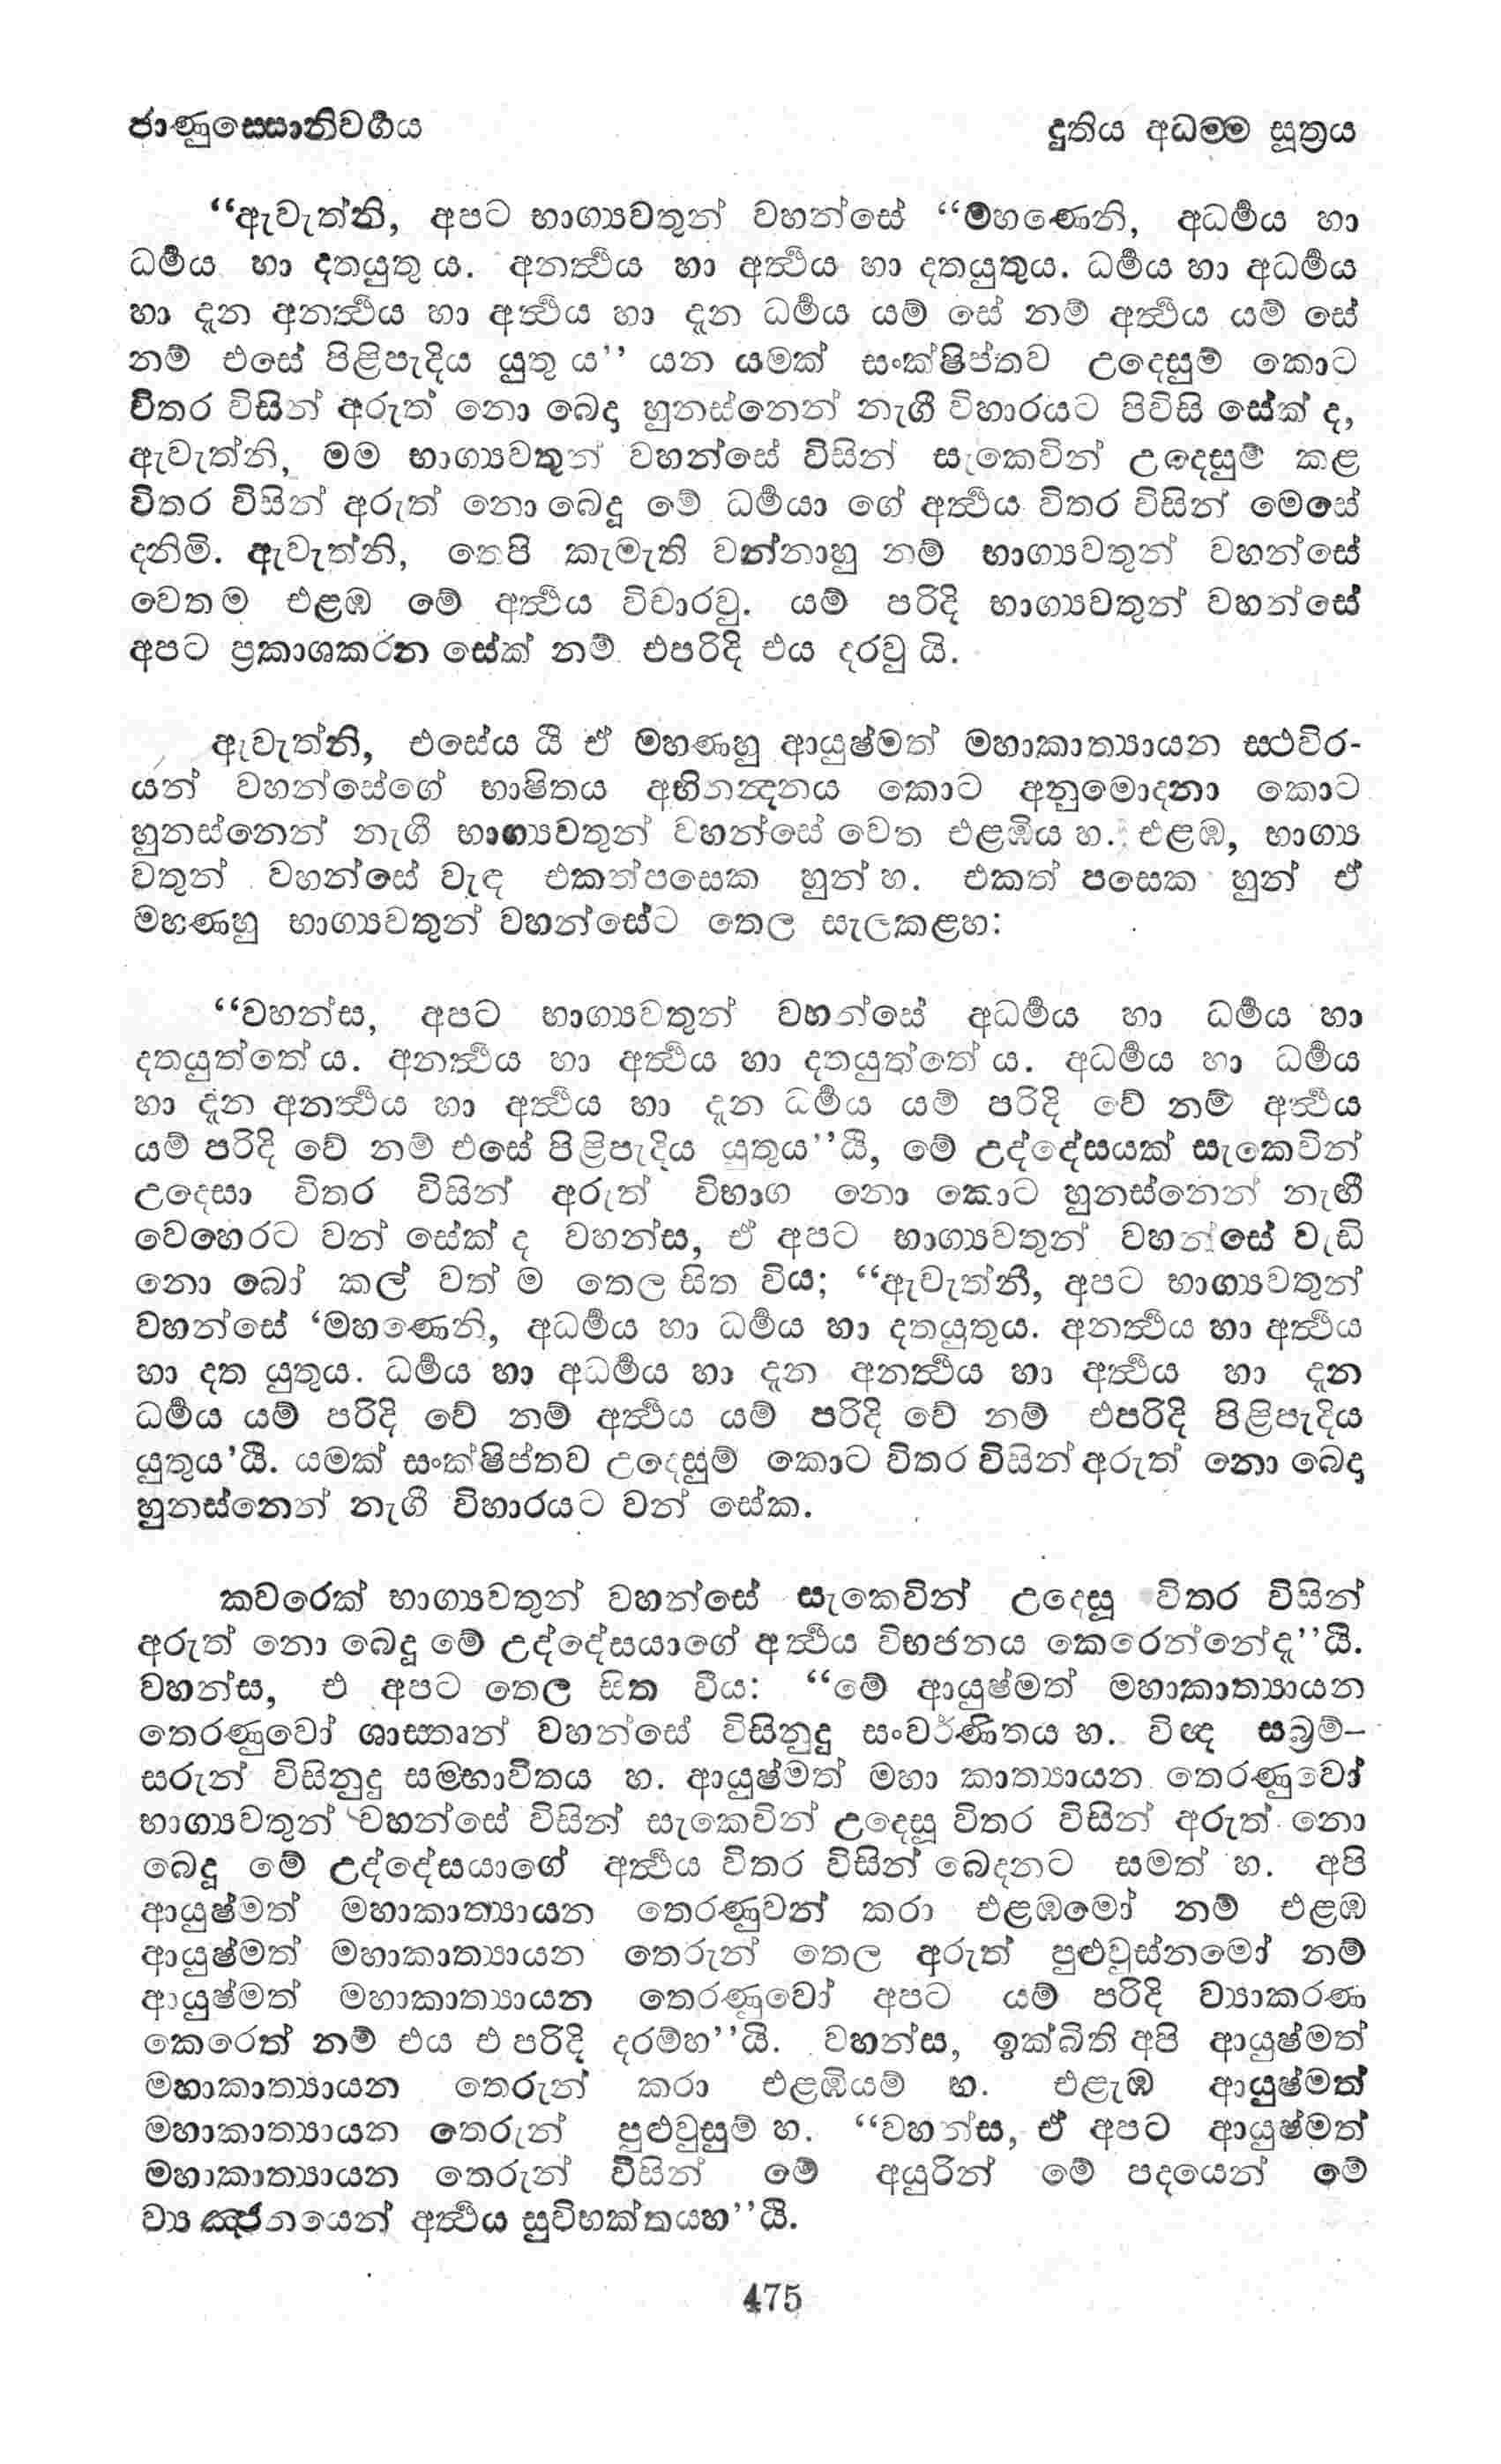 ජාණුස්සොනිවර්‍ගය
දුතිය අධම්ම සූත්‍රය
“ඇවැත්නි, අපට භාග්‍යවතුන් වහන්සේ “මහණෙනි, අධර්‍මය හා
ධර්‍මය හා දතයුතු ය. අනර්‍ත්‍ථය හා අර්‍ත්‍ථය හා දතයුතුය. ධර්‍මය හා අධර්‍මය
හා දැන අනර්‍ත්‍ථය හා අර්‍ත්‍ථය හා දැන ධර්‍මය යම් සේ නම් අර්‍ත්‍ථය යම් සේ
නම් එසේ පිළිපැදිය යුතු ය’’ යන යමක් සංක්ෂිප්තව උදෙසුම් කොට
විතර විසින් අරුත් නො බෙදා හුනස්නෙන් නැගී විහාරයට පිවිසි සේක් ද,
ඇවැත්නි, මම භාග්‍යවතුන් වහන්සේ විසින් සැකෙවින් උදෙසුම් කළ
විතර විසින් අරුත් නො බෙදූ මේ ධර්‍මයා ගේ අර්‍ත්‍ථය විතර විසින් මෙසේ
දනිමි. ඇවැත්නි, තෙපි කැමැති වන්නාහු නම් භාග්‍යවතුන් වහන්සේ
වෙතම එළඹ මේ අර්‍ත්‍ථය විචාරවු. යම් පරිදි භාග්‍යවතුන් වහන්සේ
අපට ප්‍රකාශකරන සේක් නම් එපරිදි එය දරවු යි.
ඇවැත්නි, එසේය යි ඒ මහණහු ආයුෂ්මත් මහාකාත්‍යායන ස්ථවිර-
යන් වහන්සේගේ භාෂිතය අභිනන්‍දනය කොට අනුමොදනා කොට
හුනස්නෙන් නැගී භාග්‍යවතුන් වහන්සේ වෙත එළඹිය හ. එළඹ, භාග්‍ය
වතුන් වහන්සේ වැඳ එකත්පසෙක හුන් හ. එකත් පසෙක හුන් ඒ
මහණහු භාග්‍යවතුන් වහන්සේට තෙල සැලකළහ:
“වහන්ස, අපට භාග්‍යවතුන් වහන්සේ අධර්‍මය හා ධර්‍මය හා
දතයුත්තේ ය. අනර්‍ත්‍ථය හා අර්‍ත්‍ථය හා දතයුත්තේ ය. අධර්‍මය හා ධර්‍මය
හා දැන අනර්‍ත්‍ථය හා අර්‍ත්‍ථය හා දැන ධර්‍මය යම් පරිදි වේ නම් අර්‍ත්‍ථය
යම් පරිදි වේ නම් එසේ පිළිපැදිය යුතුය’’යි, මේ උද්දේසයක් සැකෙවින්
උදෙසා විතර විසින් අරුත් විභාග නො කොට හුනස්නෙන් නැඟී
වෙහෙරට වන් සේක් ද වහන්ස, ඒ අපට භාග්‍යවතුන් වහන්සේ වැඩි
නො බෝ කල් වත් ම තෙල සිත විය; “ඇවැත්නී, අපට භාග්‍යවතුන්
වහන්සේ ‘මහණෙනි, අධර්‍මය හා ධර්‍මය හා දතයුතුය. අනර්‍ත්‍ථය හා අර්‍ත්‍ථය
හා දත යුතුය. ධර්‍මය හා අධර්‍මය හා දැන අනර්‍ත්‍ථය හා අර්‍ත්‍ථය හා දැන
ධර්‍මය යම් පරිදි වේ නම් අර්‍ත්‍ථය යම් පරිදි වේ නම් එපරිදි පිළිපැදිය
යුතුය’යි. යමක් සංක්ෂිප්තව උදෙසුම් කොට විතර විසින් අරුත් නො බෙදා
හුනස්නෙන් නැගී විහාරයට වන් සේක.
කවරෙක් භාග්‍යවතුන් වහන්සේ සැකෙවින් උදෙසූ විතර විසින්
අරුත් නො බෙදූ මේ උද්දේසයාගේ අර්‍ත්‍ථය විභජනය කෙරෙන්නේද’’යි.
වහන්ස, එ අපට තෙල සිත විය: “මේ ආයුෂ්මත් මහාකාත්‍යායන
තෙරණුවෝ ශාස්තෲන් වහන්සේ විසිනුදු සංවර්ණිතය හ. විඥ සබ්‍රම්-
සරුන් විසිනුදු සම්භාවිතය හ. ආයුෂ්මත් මහා කාත්‍යායන තෙරණුවෝ
භාග්‍යවතුන් වහන්සේ විසින් සැකෙවින් උදෙසූ විතර විසින් අරුත් නො
බෙදූ මේ උද්දේසයාගේ අර්‍ත්‍ථය විතර විසින් බෙදනට සමත් හ. අපි
ආයුෂ්මත් මහාකාත්‍යායන තෙරණුවන් කරා එළඹමෝ නම් එළඹ
ආයුෂ්මත් මහාකාත්‍යායන තෙරුන් තෙල අරුත් පුළුවුස්නමෝ නම්
ආයුෂ්මත් මහාකාත්‍යායන තෙරණුවෝ අපට යම් පරිදි ව්‍යාකරණ
කෙරෙත් නම් එය එ පරිදි දරම්හ’’යි. වහන්ස, ඉක්බිති අපි ආයුෂ්මත්
මහාකාත්‍යායන තෙරුන් කරා එළඹියම් හ. එළැඹ ආයුෂ්මත්
මහාකාත්‍යායන තෙරුන් පුළුවුසුම් හ. “වහන්ස, ඒ අපට ආයුෂ්මත්
මහාකාත්‍යායන තෙරුන් විසින් මේ අයුරින් මේ පදයෙන් මේ
ව්‍යඤ්ජනයෙන් අර්‍ත්‍ථය සුවිභක්තයහ’’යි.
475